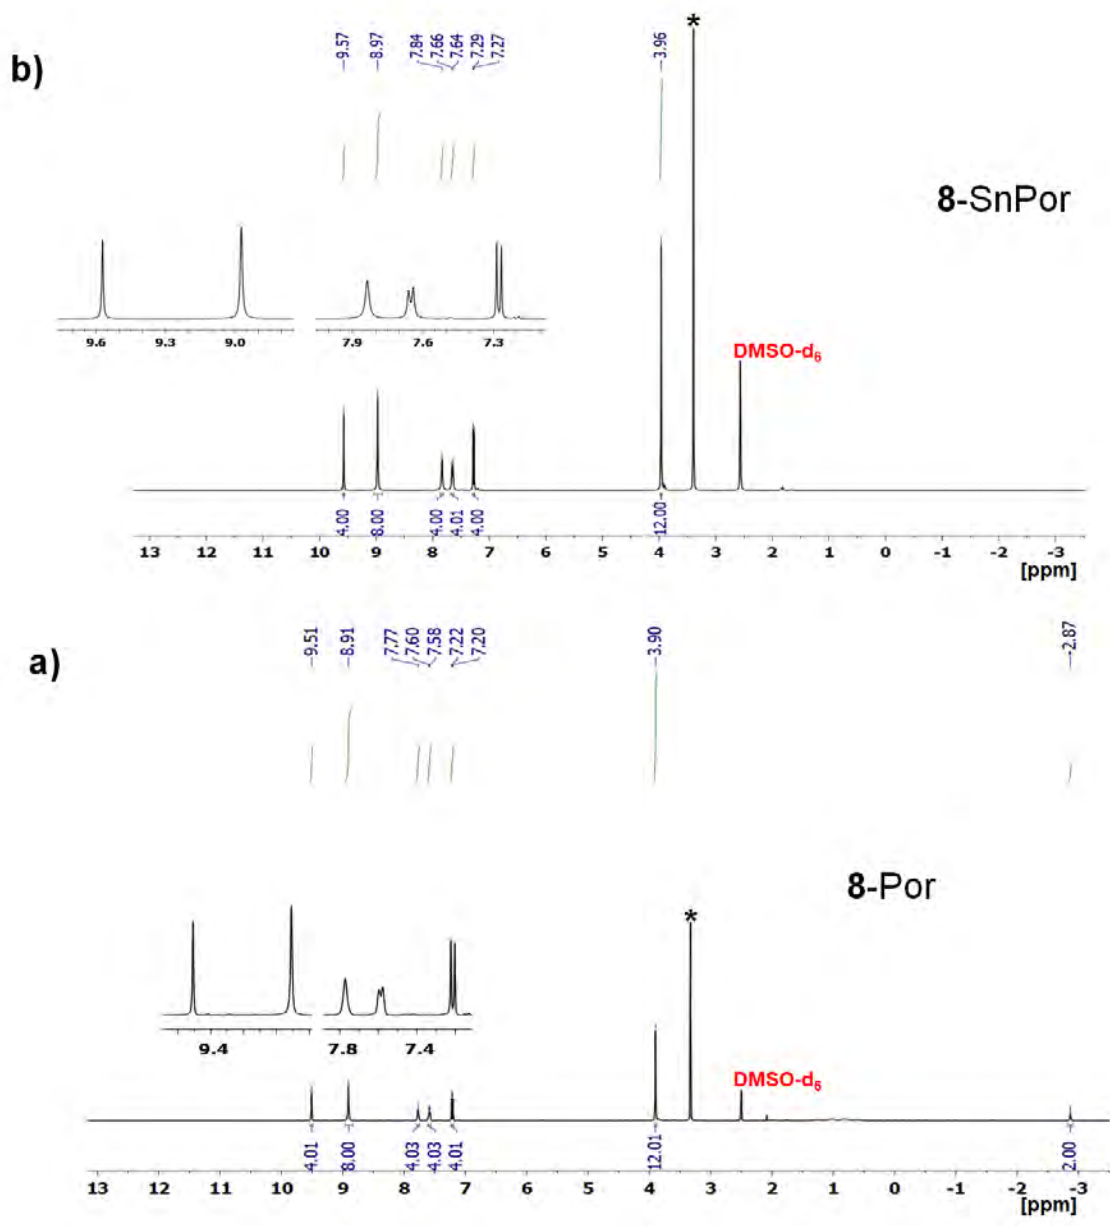 *
b)
9.57
8.97
7.84
7.66
7.64
7.29
7.27
3.96
8-SnPor
9.6 9.3 9.0 7.9 7.6 7.3
DMSO-d6
4.00
8.00
4.00
4.01
4.00
12.00
13 12 11 10 9 8 7 6 5 4 3 2 1 0 -1 -2 -3
[ppm]
a)
9.51
8.91
7.77
7.60
7.58
7.22
7.20
3.90
-2.87
8-Por
*
9.4 7.8 7.4
DMSO-d6
4.01
8.00
4.03
4.03
4.01
12.01
2.00
13 12 11 10 9 8 7 6 5 4 3 2 1 0 -1 -2 -3
[ppm]